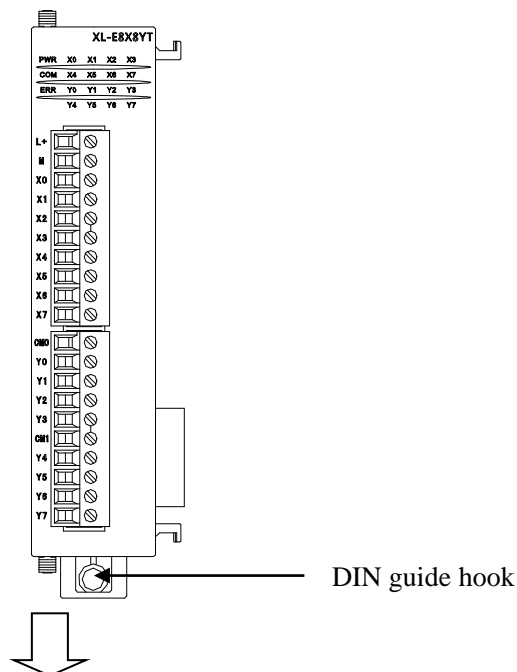 XL-E8X8YT
PWR X0 X1 X2 X3
COM X4 X5 X6 X7
ERR Y0 Y1 Y2 Y3
Y4 Y5 Y6 Y7
L+
M
X0
X1
X2
X3
X4
X5
X6
X7
CM0
Y0
Y1
Y2
Y3
CM1
Y4
Y5
Y6
Y7
DIN guide hook